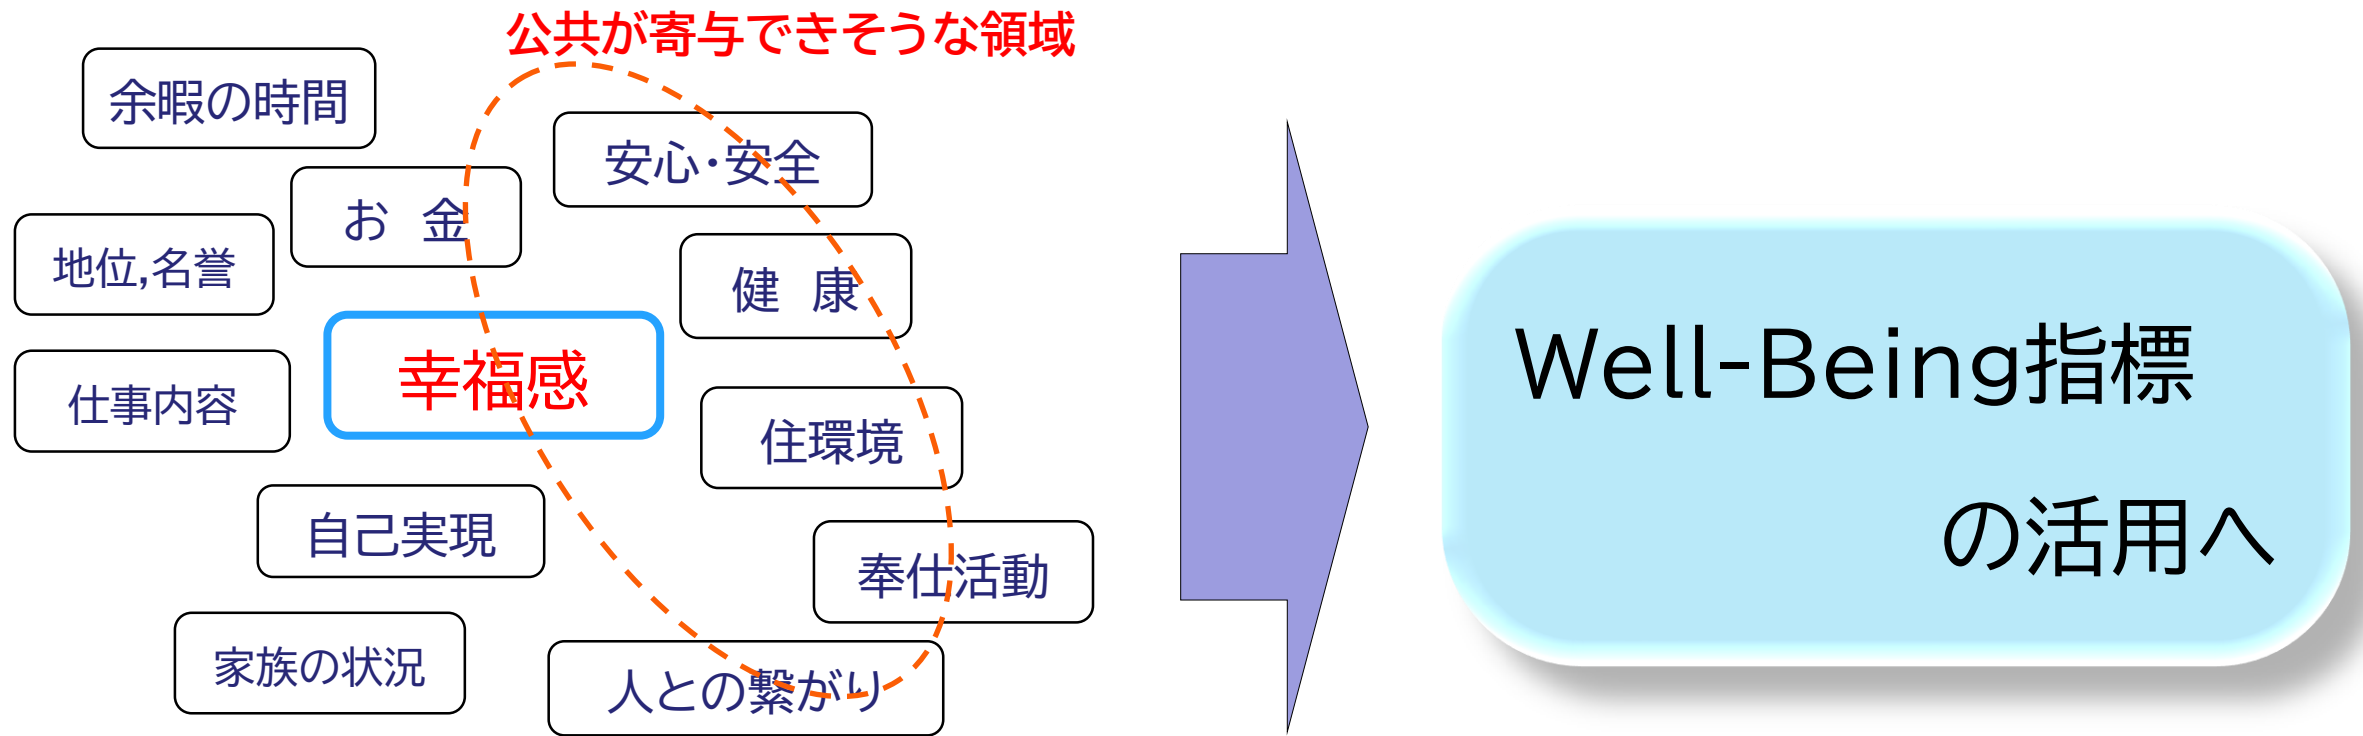 公共が寄与できそうな領域
余暇の時間
安心･安全
お 金
地位,名誉
健 康
幸福感
仕事内容
住環境
自己実現
奉仕活動
家族の状況
人との繋がり
Well-Being指標
の活用へ